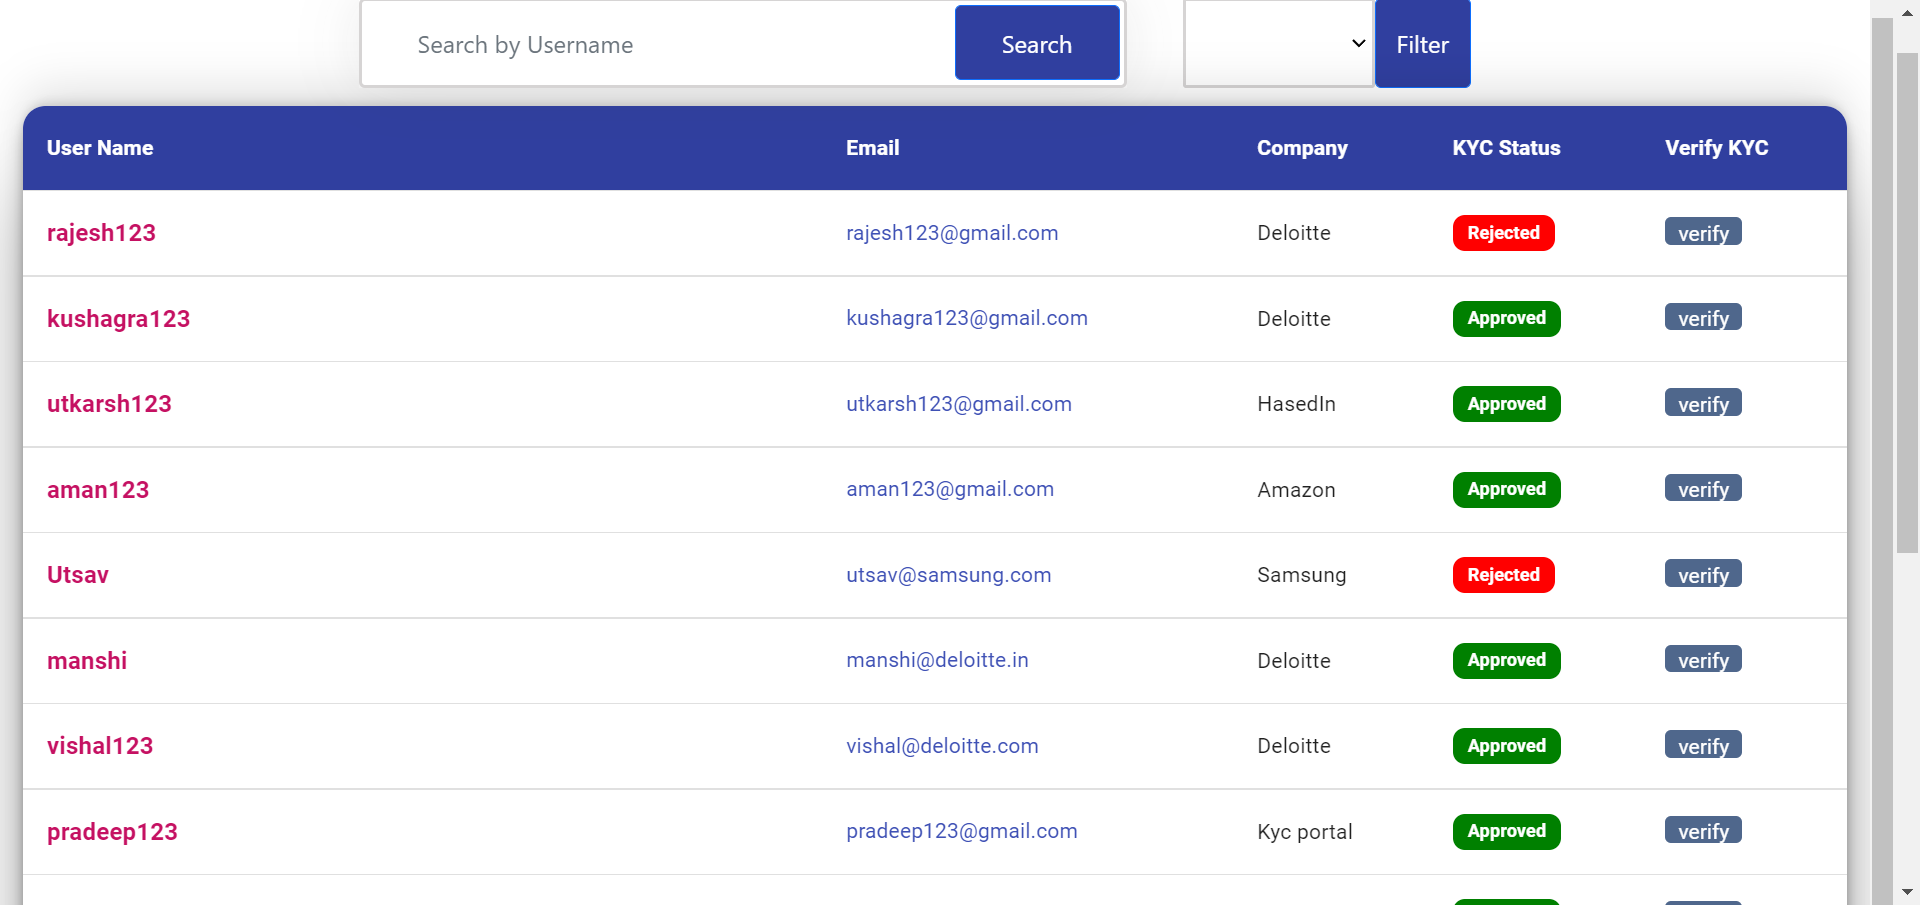 Search by Username Search Filter
User Name Email Company KYC Status Verify KYC
rajesh123 rajesh123@gmail.com Deloitte Rejected verify
kushagra123 kushagra123@gmail.com Deloitte Approved verify
utkarsh123 utkarsh123@gmail.com HasedIn Approved verify
aman123 aman123@gmail.com Amazon Approved verify
Utsav utsav@samsung.com Samsung Rejected verify
manshi manshi@deloitte.in Deloitte Approved verify
vishal123 vishal@deloitte.com Deloitte Approved verify
pradeep123 pradeep123@gmail.com Kyc portal Approved verify